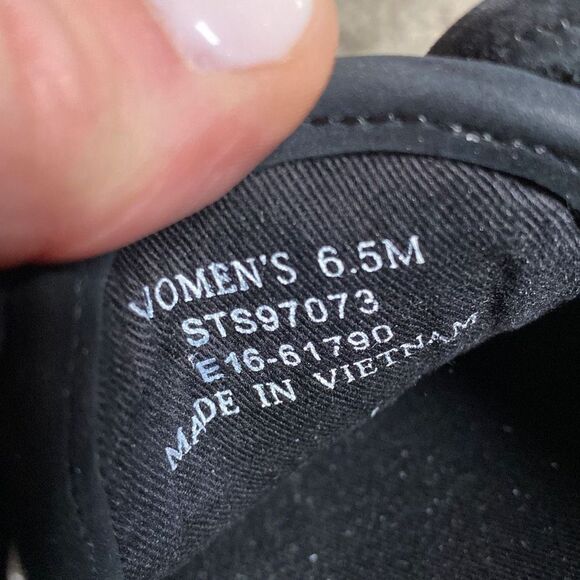 WOMEN'S 6.5M
STS97073
E16-61790
MADE IN VIETNAM